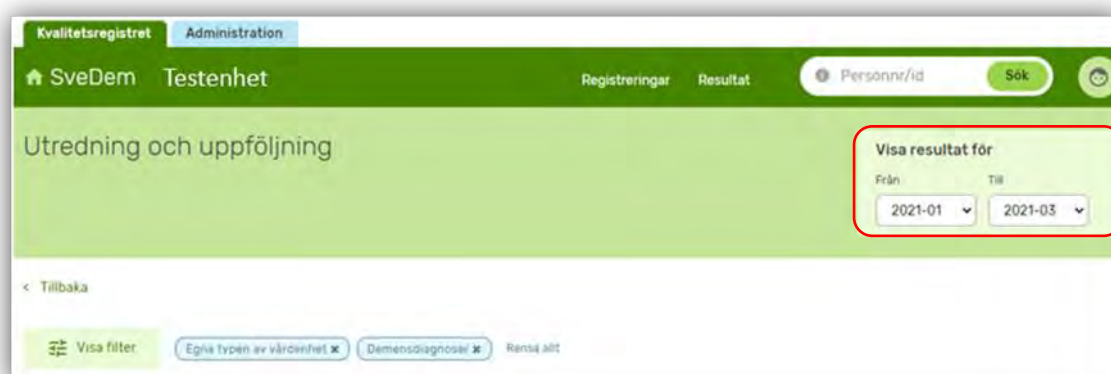 Kvalitetsregistret Administration
SveDem Testenhet Registreringar Resultat Personnr/id Sök
Utredning och uppföljning
Visa resultat för
Från Till
2021-01 2021-03
< Tillbaka
Visa filter Egna typen av vårdenhet × Demensdiagnoser × Rensa allt